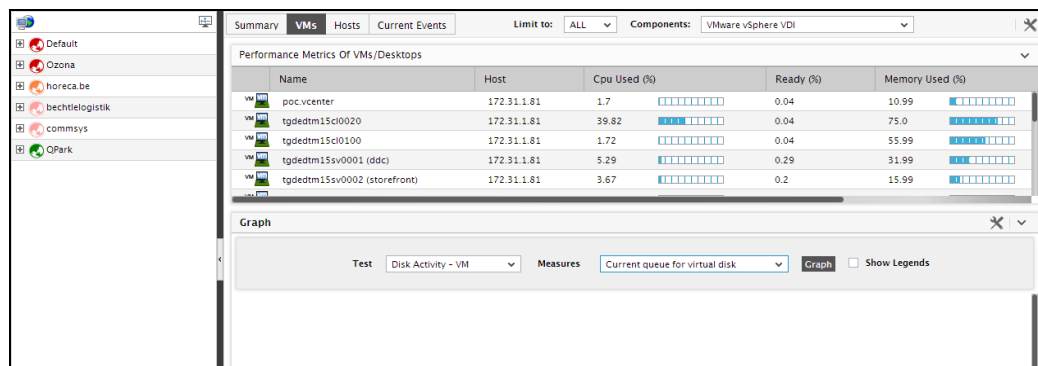 Summary VMs Hosts Current Events Limit to: ALL Components: VMware vSphere VDI
Default
Ozona
horeca.be
bechtlelogistik
commsys
QPark
Performance Metrics Of VMs/Desktops
Name Host Cpu Used (%) Ready (%) Memory Used (%)
VM poc.vcenter 172.31.1.81 1.7 0.04 10.99
VM tgdedtm15cl0020 172.31.1.81 39.82 0.04 75.0
VM tgdedtm15cl0100 172.31.1.81 1.72 0.04 55.99
VM tgdedtm15sv0001 (ddc) 172.31.1.81 5.29 0.29 31.99
VM tgdedtm15sv0002 (storefront) 172.31.1.81 3.67 0.2 15.99
Graph
Test Disk Activity - VM Measures Current queue for virtual disk Graph Show Legends